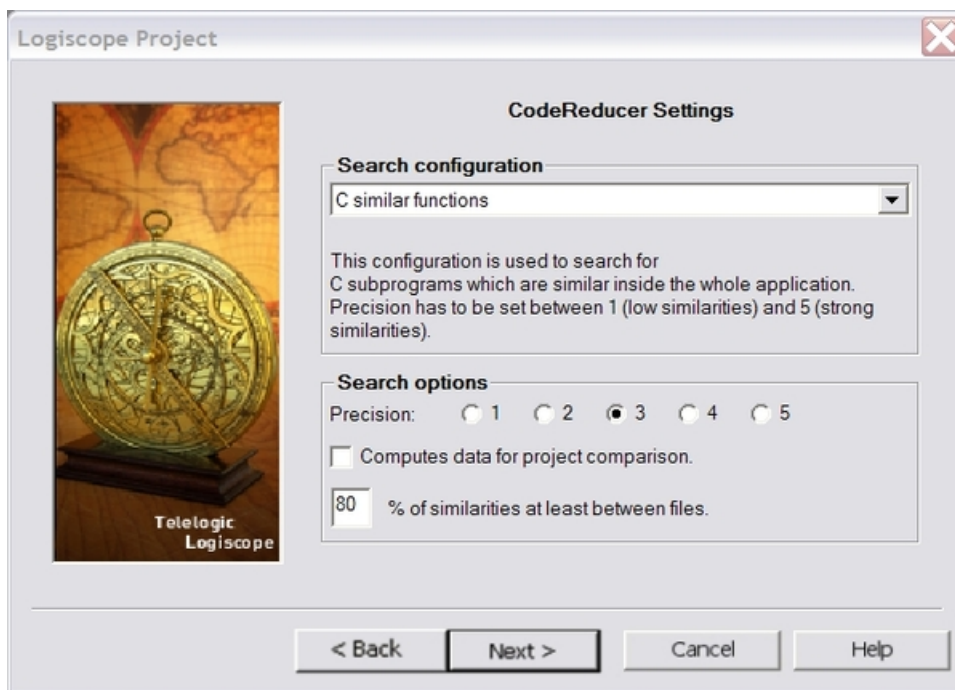 Logiscope Project
CodeReducer Settings
Search configuration
C similar functions
This configuration is used to search for
C subprograms which are similar inside the whole application.
Precision has to be set between 1 (low similarities) and 5 (strong
similarities).
Search options
Precision: 1 2 3 4 5
Computes data for project comparison.
80 % of similarities at least between files.
Telelogic
Logiscope
< Back Next > Cancel Help